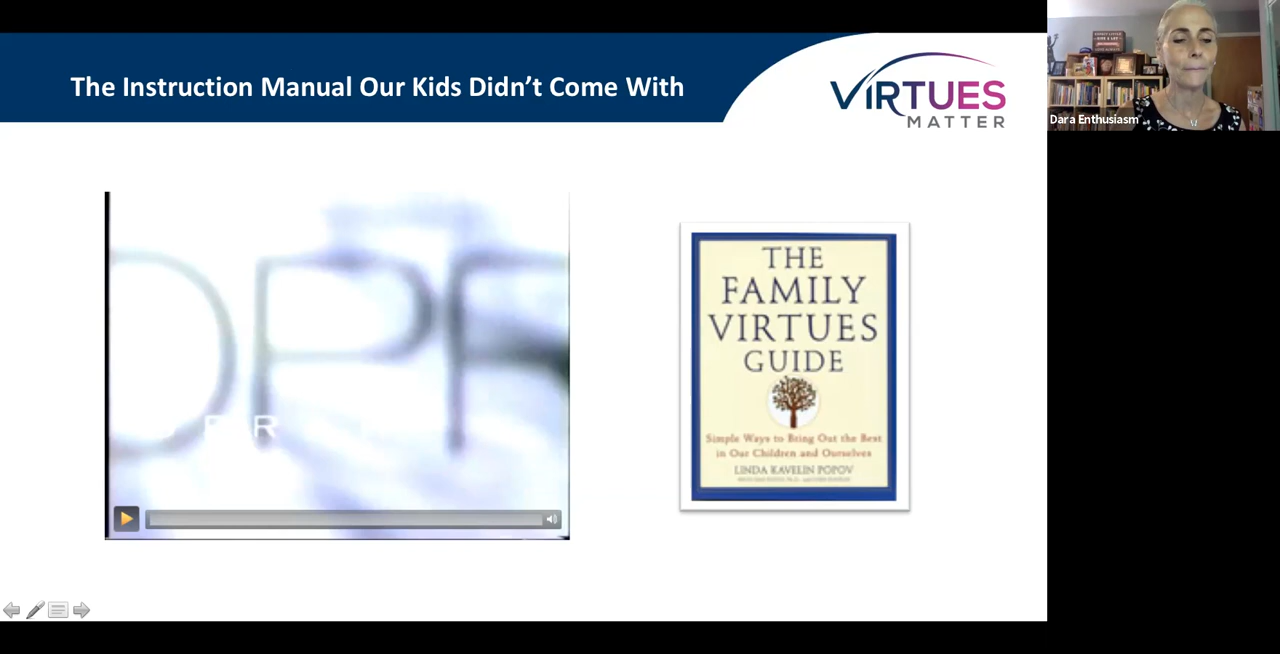 The Instruction Manual Our Kids Didn't Come With
VIRTUES
MATTER
Dara Enthusiasm
OPR
THE
FAMILY
VIRTUES
GUIDE
Simple Ways to Bring Out the Best
in Our Children and Ourselves
LINDA KAVELIN POPOV